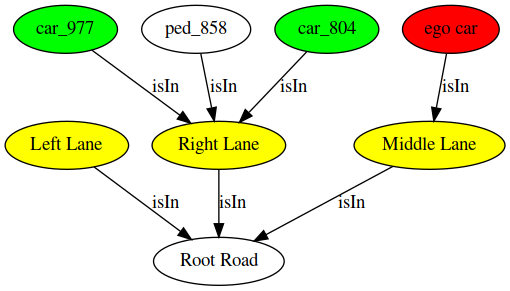 car_977
ped_858
car_804
ego car
isIn
isIn
isIn
isIn
Left Lane
Right Lane
Middle Lane
isIn
isIn
isIn
Root Road